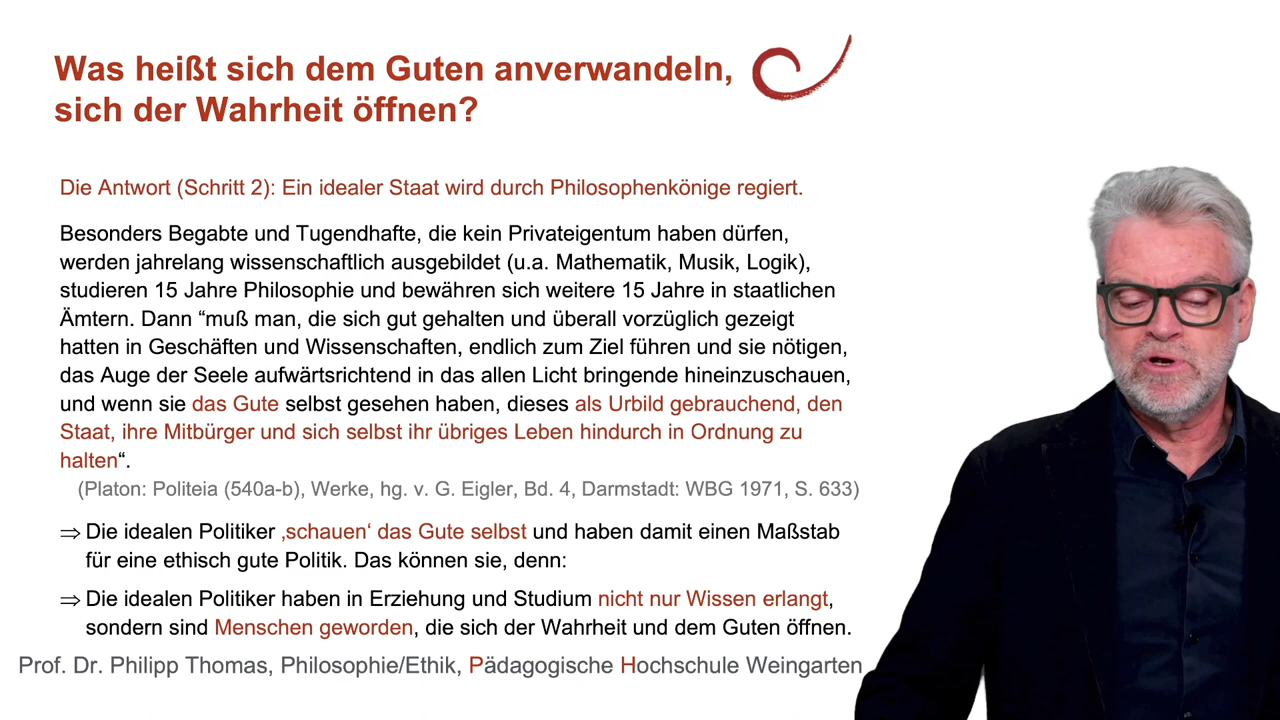 Was heißt sich dem Guten anverwandeln,
sich der Wahrheit öffnen?
Die Antwort (Schritt 2): Ein idealer Staat wird durch Philosophenkönige regiert.
Besonders Begabte und Tugendhafte, die kein Privateigentum haben dürfen,
werden jahrelang wissenschaftlich ausgebildet (u.a. Mathematik, Musik, Logik),
studieren 15 Jahre Philosophie und bewähren sich weitere 15 Jahre in staatlichen
Ämtern. Dann “muß man, die sich gut gehalten und überall vorzüglich gezeigt
hatten in Geschäften und Wissenschaften, endlich zum Ziel führen und sie nötigen,
das Auge der Seele aufwärtsrichtend in das allen Licht bringende hineinzuschauen,
und wenn sie das Gute selbst gesehen haben, dieses als Urbild gebrauchend, den
Staat, ihre Mitbürger und sich selbst ihr übriges Leben hindurch in Ordnung zu
halten“.
(Platon: Politeia (540a-b), Werke, hg. v. G. Eigler, Bd. 4, Darmstadt: WBG 1971, S. 633)
⇒ Die idealen Politiker ‚schauen‘ das Gute selbst und haben damit einen Maßstab
für eine ethisch gute Politik. Das können sie, denn:
⇒ Die idealen Politiker haben in Erziehung und Studium nicht nur Wissen erlangt,
sondern sind Menschen geworden, die sich der Wahrheit und dem Guten öffnen.
Prof. Dr. Philipp Thomas, Philosophie/Ethik, Pädagogische Hochschule Weingarten